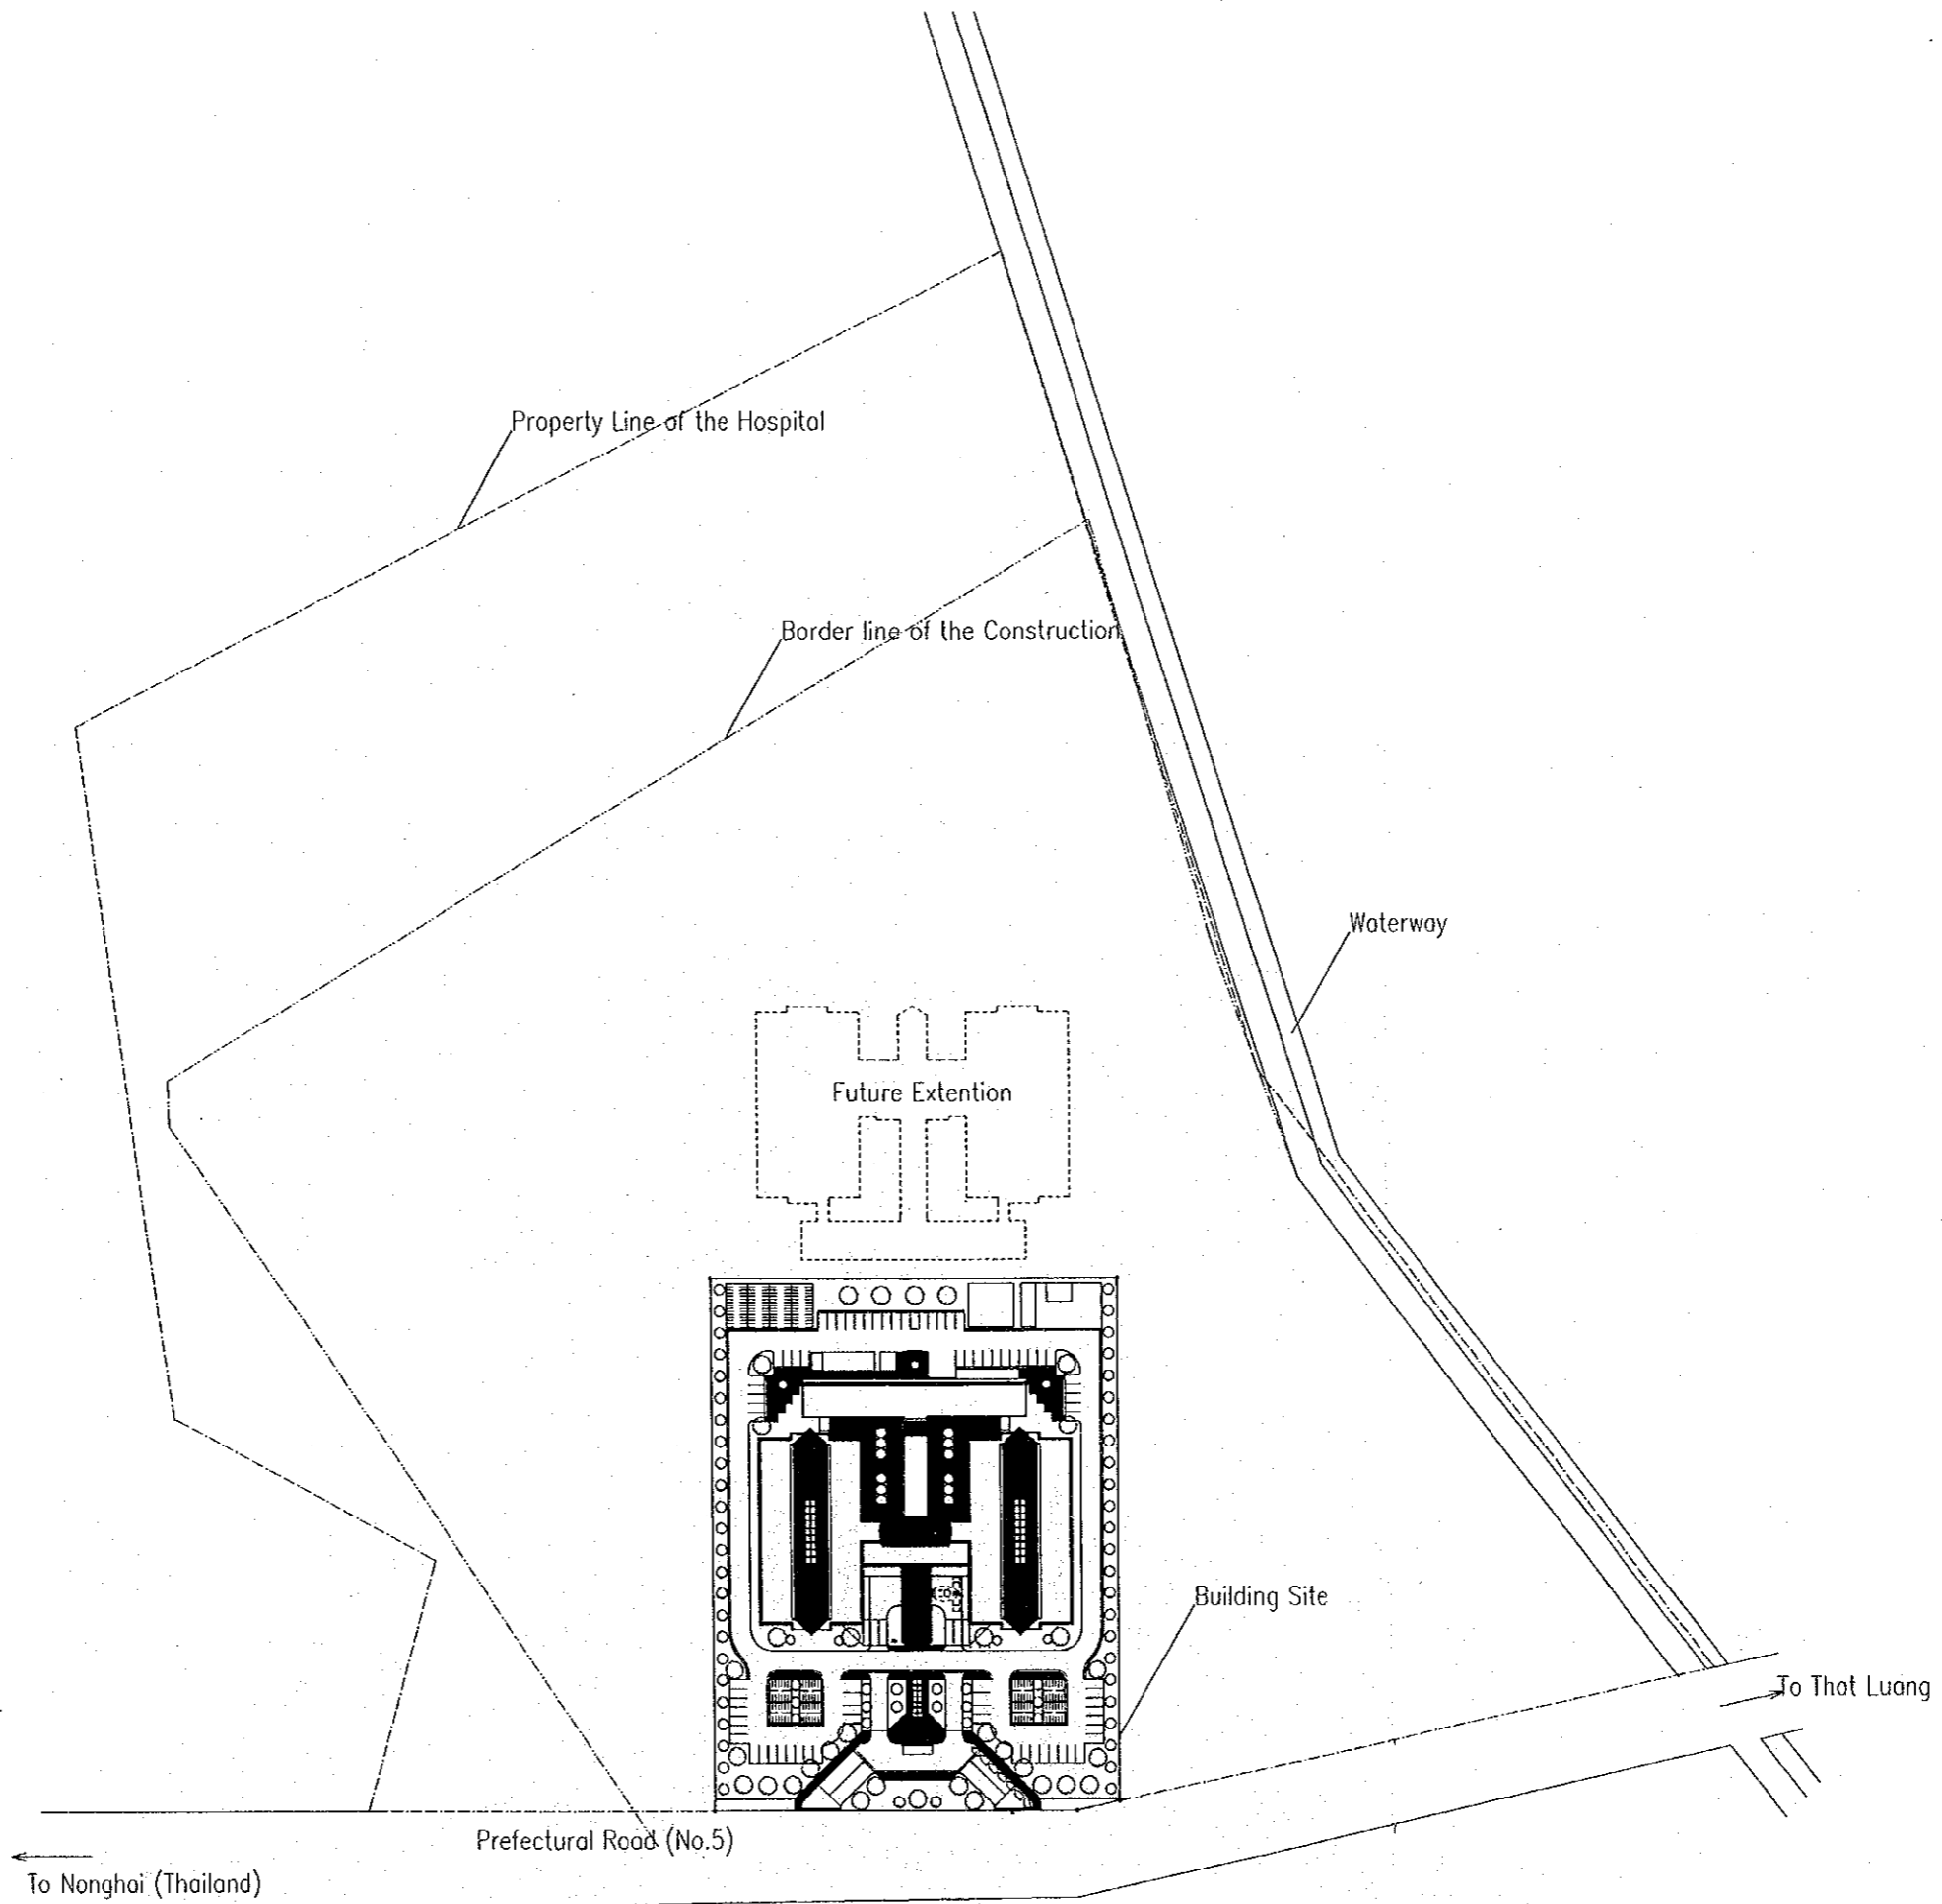 Property Line of the Hospital
Border line of the Construction
Waterway
Future Extention
Building Site
To That Luang
Prefectural Road (No.5)
To Nonghai (Thailand)